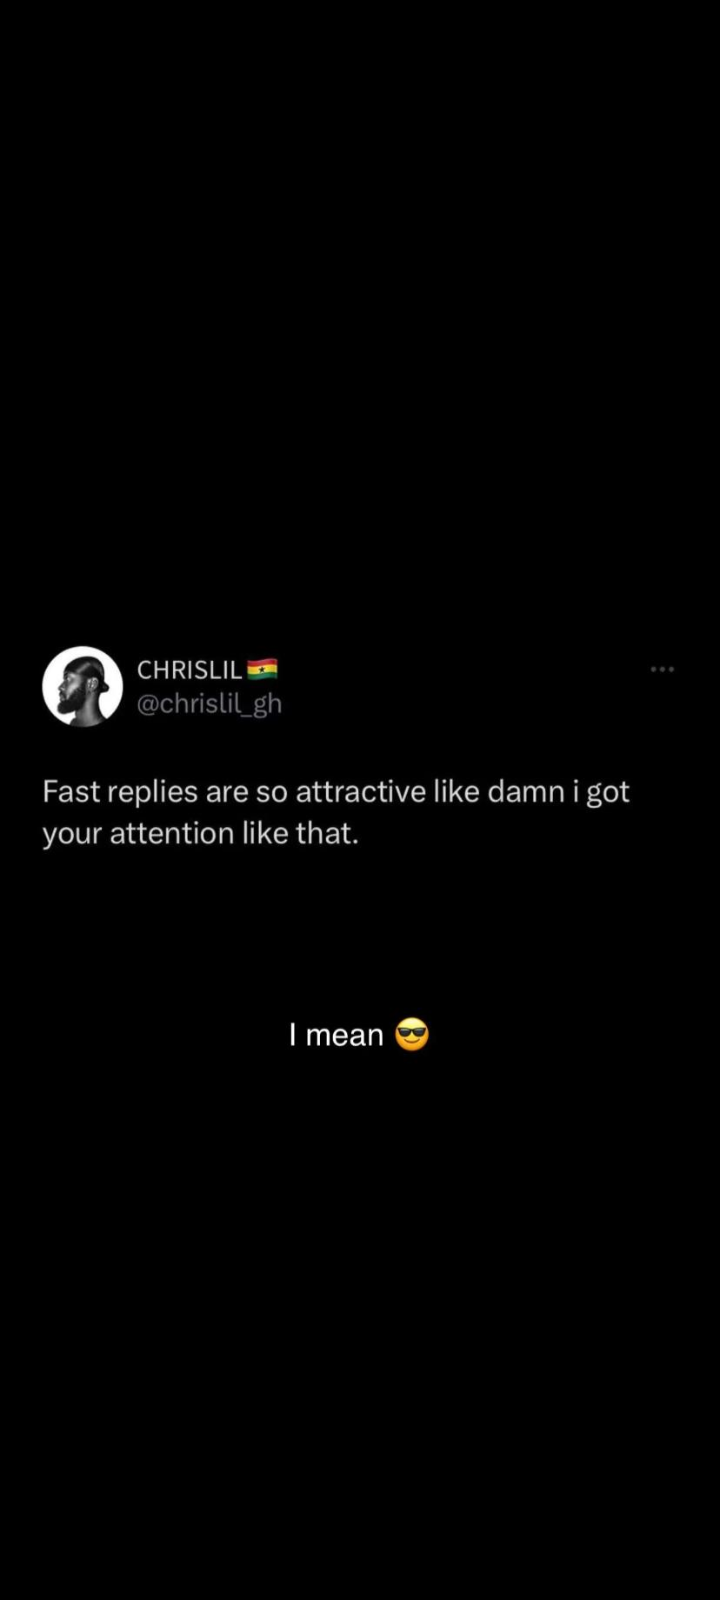 CHRISLIL 🇬🇭
@chrislil_gh
Fast replies are so attractive like damn i got
your attention like that.
I mean 😎